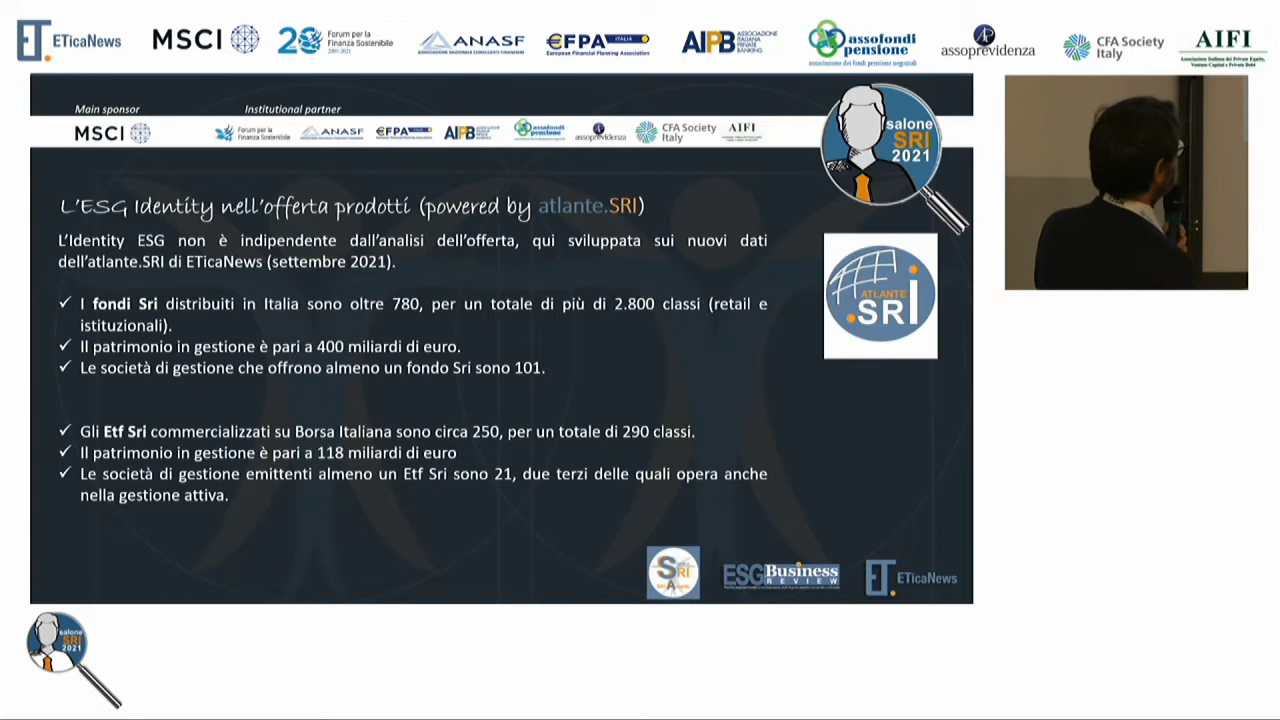 ET. ETicaNews
MSCI
20 Forum per la Finanza Sostenibile 2001-2021
ANASF
ASSOCIAZIONE NAZIONALE CONSULENTI FINANZIARI
€FPA ITALIA
European Financial Planning Association
AIPB ASSOCIAZIONE ITALIANA PRIVATE BANKING
assofondi pensione
associazione dei fondi pensione negoziali
AP
assoprevidenza
CFA Society Italy
AIFI
Associazione Italiana del Private Equity, Venture Capital e Private Debt
Main sponsor
Institutional partner
MSCI
Forum per la Finanza Sostenibile
ANASF
€FPA
AIPB
assofondi pensione
assoprevidenza
CFA Society Italy
AIFI
salone
SRI
2021
L'ESG Identity nell'offerta prodotti (powered by atlante.SRI)
L'Identity ESG non è indipendente dall'analisi dell'offerta, qui sviluppata sui nuovi dati
dell'atlante.SRI di ETicaNews (settembre 2021).
✓ I fondi Sri distribuiti in Italia sono oltre 780, per un totale di più di 2.800 classi (retail e
istituzionali).
✓ Il patrimonio in gestione è pari a 400 miliardi di euro.
✓ Le società di gestione che offrono almeno un fondo Sri sono 101.
ATLANTE
.SRI
✓ Gli Etf Sri commercializzati su Borsa Italiana sono circa 250, per un totale di 290 classi.
✓ Il patrimonio in gestione è pari a 118 miliardi di euro
✓ Le società di gestione emittenti almeno un Etf Sri sono 21, due terzi delle quali opera anche
nella gestione attiva.
SRI
ESG Business
REVIEW
ET. ETicaNews
salone
SRI
2021